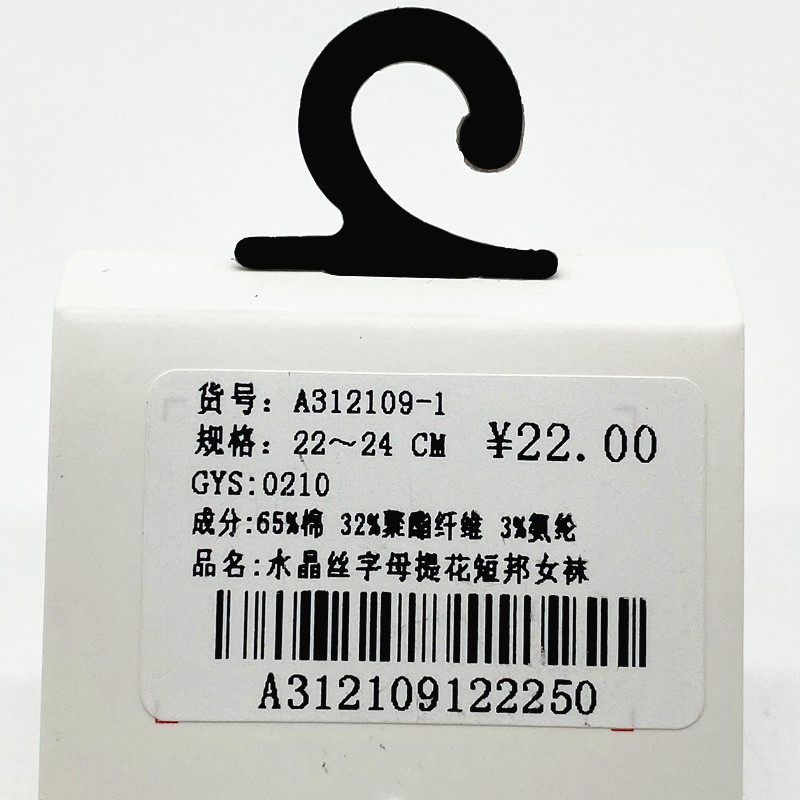 货号: A312109-1
规格: 22～24 CM ¥22.00
GYS:0210
成分:65%棉 32%聚酯纤维 3%氨纶
品名:水晶丝字母提花短邦女袜
A312109122250